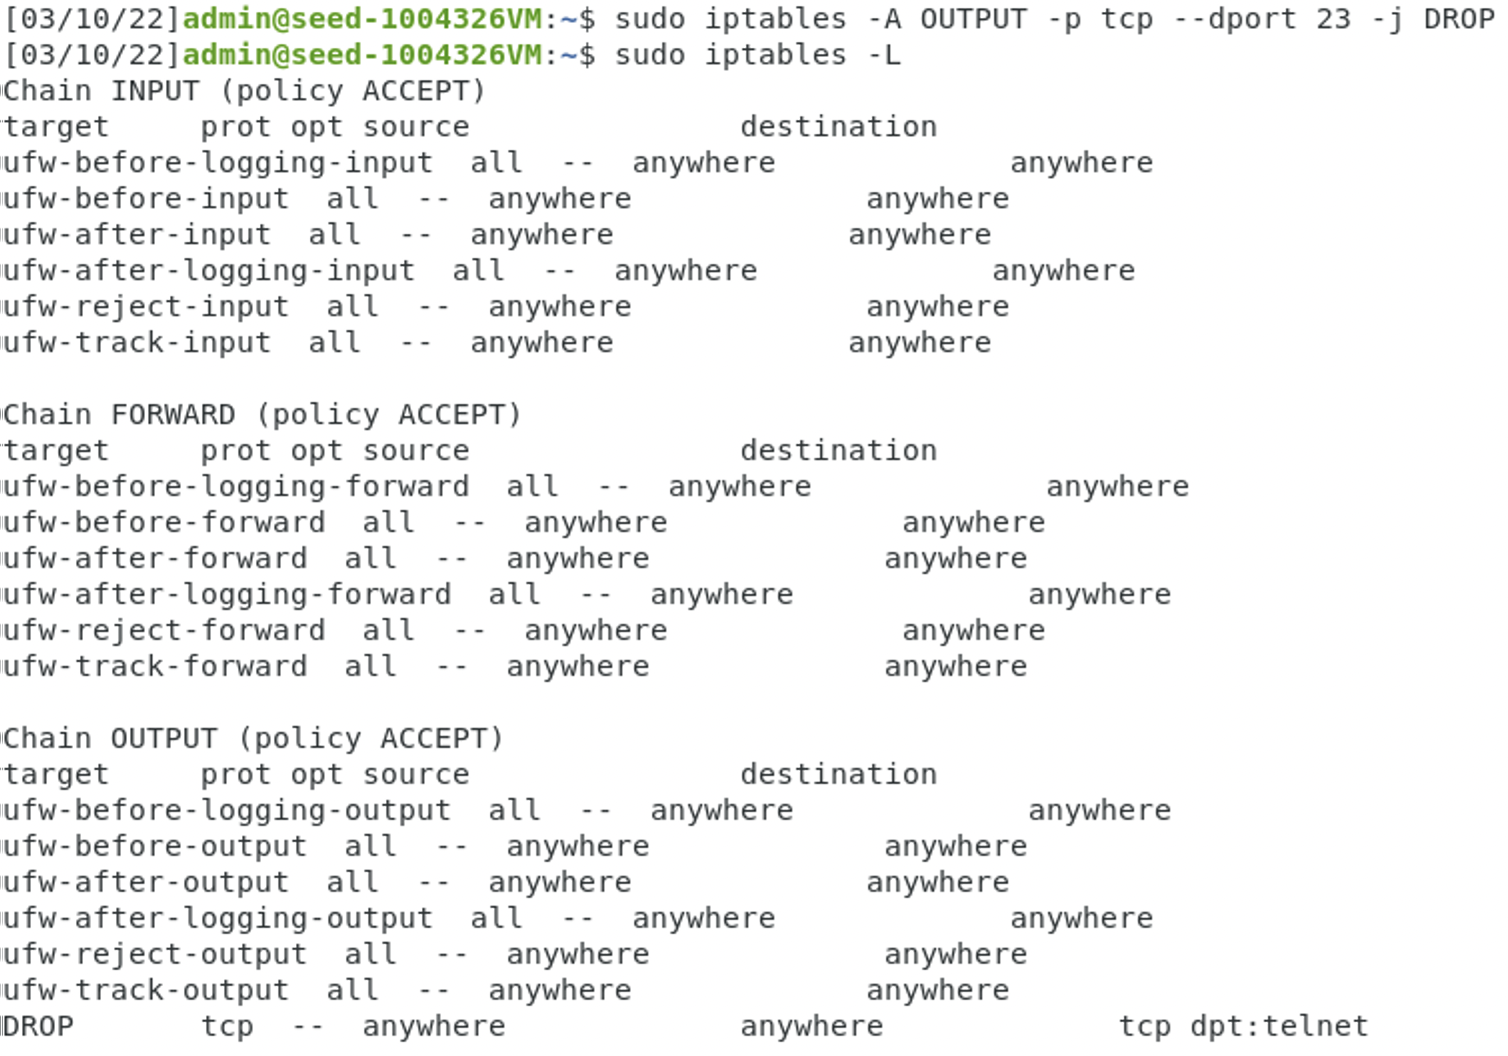 [03/10/22]admin@seed-1004326VM:~$ sudo iptables -A OUTPUT -p tcp --dport 23 -j DROP
[03/10/22]admin@seed-1004326VM:~$ sudo iptables -L
Chain INPUT (policy ACCEPT)
target     prot opt source               destination
ufw-before-logging-input  all  --  anywhere             anywhere
ufw-before-input  all  --  anywhere             anywhere
ufw-after-input  all  --  anywhere             anywhere
ufw-after-logging-input  all  --  anywhere             anywhere
ufw-reject-input  all  --  anywhere             anywhere
ufw-track-input  all  --  anywhere             anywhere

Chain FORWARD (policy ACCEPT)
target     prot opt source               destination
ufw-before-logging-forward  all  --  anywhere             anywhere
ufw-before-forward  all  --  anywhere             anywhere
ufw-after-forward  all  --  anywhere             anywhere
ufw-after-logging-forward  all  --  anywhere             anywhere
ufw-reject-forward  all  --  anywhere             anywhere
ufw-track-forward  all  --  anywhere             anywhere

Chain OUTPUT (policy ACCEPT)
target     prot opt source               destination
ufw-before-logging-output  all  --  anywhere             anywhere
ufw-before-output  all  --  anywhere             anywhere
ufw-after-output  all  --  anywhere             anywhere
ufw-after-logging-output  all  --  anywhere             anywhere
ufw-reject-output  all  --  anywhere             anywhere
ufw-track-output  all  --  anywhere             anywhere
DROP       tcp  --  anywhere             anywhere             tcp dpt:telnet